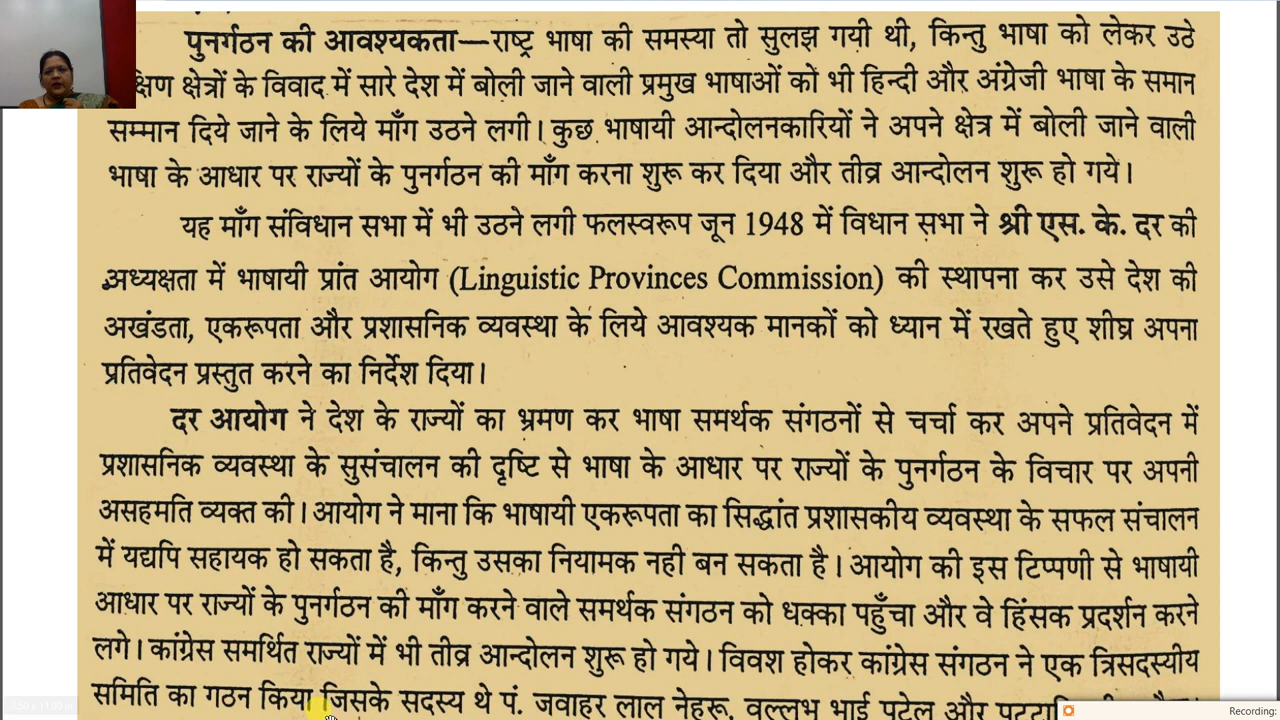 पुनर्गठन की आवश्यकता—राष्ट्र भाषा की समस्या तो सुलझ गयी थी, किन्तु भाषा को लेकर उठे
क्षेत्रों के विवाद में सारे देश में बोली जाने वाली प्रमुख भाषाओं को भी हिन्दी और अंग्रेजी भाषा के समान
सम्मान दिये जाने के लिये माँग उठने लगी। कुछ भाषायी आन्दोलनकारियों ने अपने क्षेत्र में बोली जाने वाली
भाषा के आधार पर राज्यों के पुनर्गठन की माँग करना शुरू कर दिया और तीव्र आन्दोलन शुरू हो गये।
यह माँग संविधान सभा में भी उठने लगी फलस्वरूप जून 1948 में विधान सभा ने श्री एस. के. दर की
अध्यक्षता में भाषायी प्रांत आयोग (Linguistic Provinces Commission) की स्थापना कर उसे देश की
अखंडता, एकरूपता और प्रशासनिक व्यवस्था के लिये आवश्यक मानकों को ध्यान में रखते हुए शीघ्र अपना
प्रतिवेदन प्रस्तुत करने का निर्देश दिया।
दर आयोग ने देश के राज्यों का भ्रमण कर भाषा समर्थक संगठनों से चर्चा कर अपने प्रतिवेदन में
प्रशासनिक व्यवस्था के सुसंचालन की दृष्टि से भाषा के आधार पर राज्यों के पुनर्गठन के विचार पर अपनी
असहमति व्यक्त की। आयोग ने माना कि भाषायी एकरूपता का सिद्धांत प्रशासकीय व्यवस्था के सफल संचालन
में यद्यपि सहायक हो सकता है, किन्तु उसका नियामक नही बन सकता है। आयोग की इस टिप्पणी से भाषायी
आधार पर राज्यों के पुनर्गठन की माँग करने वाले समर्थक संगठन को धक्का पहुँचा और वे हिंसक प्रदर्शन करने
लगे। कांग्रेस समर्थित राज्यों में भी तीव्र आन्दोलन शुरू हो गये। विवश होकर कांग्रेस संगठन ने एक त्रिसदस्यीय
समिति का गठन किया जिसके सदस्य थे पं. जवाहर लाल नेहरू, वल्लभ भाई पटेल और
Recording: